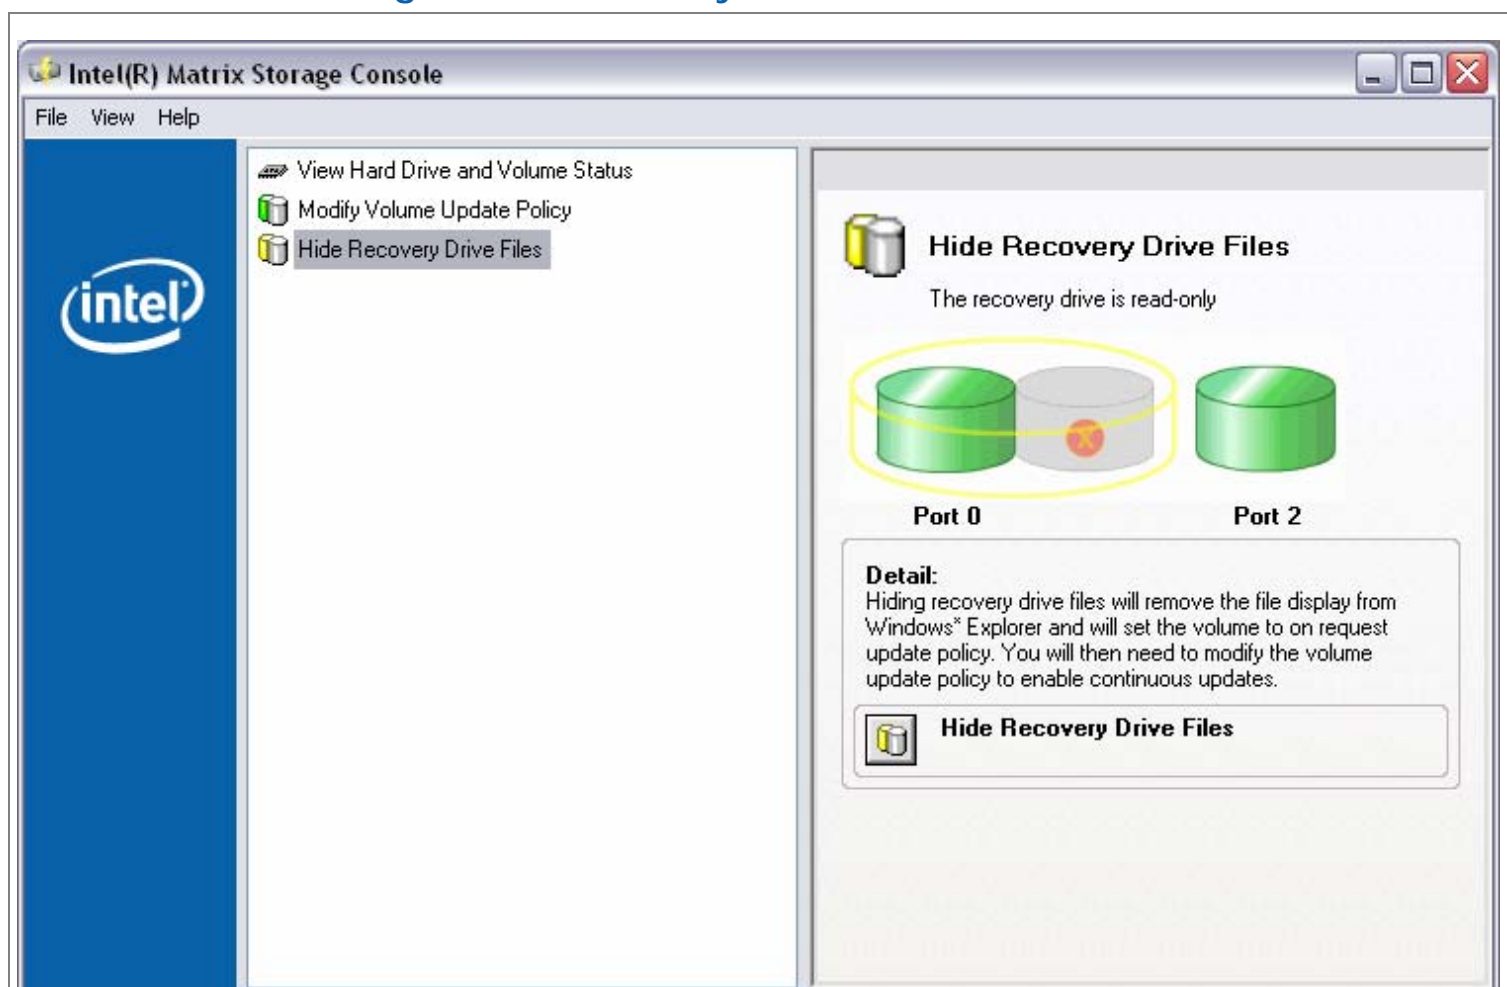 Intel(R) Matrix Storage Console
File View Help
intel
View Hard Drive and Volume Status
Modify Volume Update Policy
Hide Recovery Drive Files
Hide Recovery Drive Files
The recovery drive is read-only
x
Port 0 Port 2
Detail:
Hiding recovery drive files will remove the file display from
Windows* Explorer and will set the volume to on request
update policy. You will then need to modify the volume
update policy to enable continuous updates.
Hide Recovery Drive Files